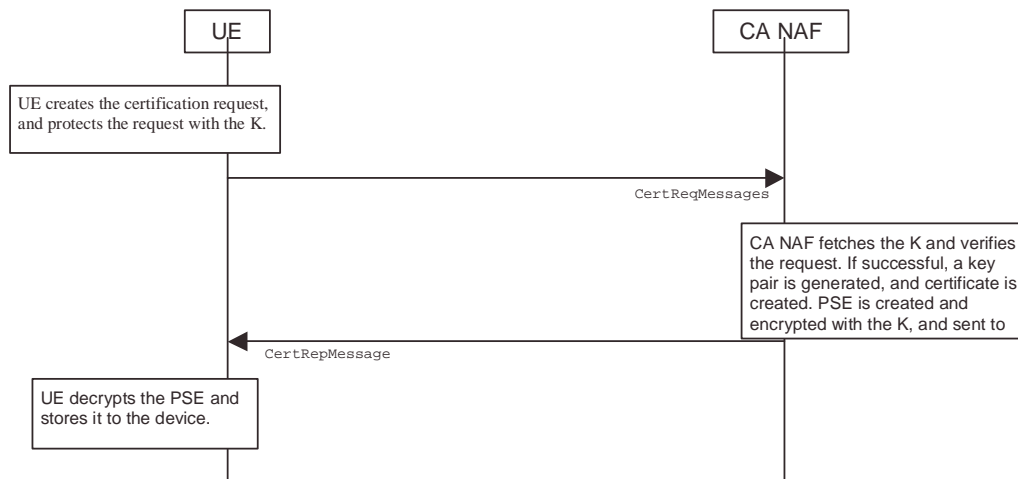 UE
CA NAF
UE creates the certification request,
and protects the request with the K.
CertReqMessages
CA NAF fetches the K and verifies
the request. If successful, a key
pair is generated, and certificate is
created. PSE is created and
encrypted with the K, and sent to
CertRepMessage
UE decrypts the PSE and
stores it to the device.